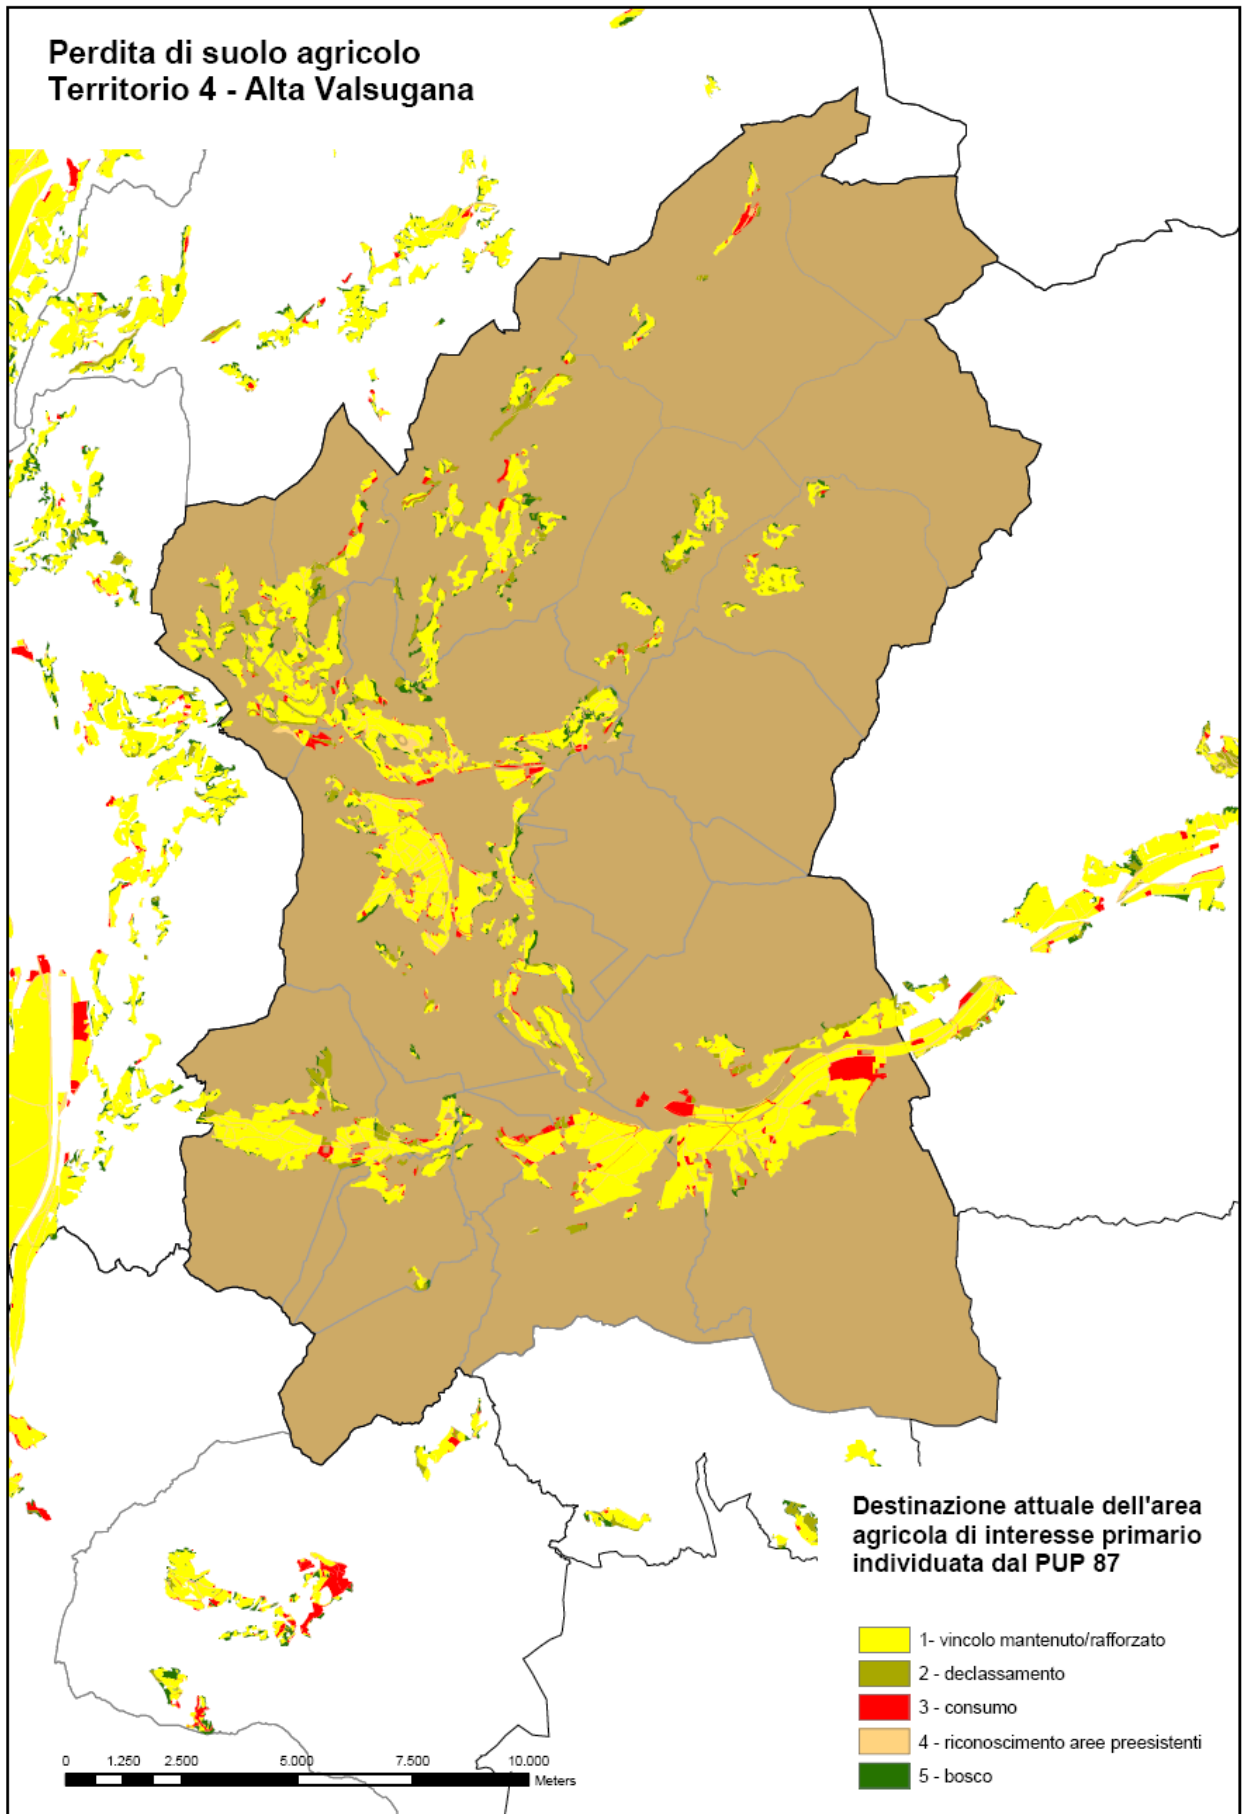 Perdita di suolo agricolo
Territorio 4 - Alta Valsugana
Destinazione attuale dell'area
agricola di interesse primario
individuata dal PUP 87
1- vincolo mantenuto/rafforzato
2 - declassamento
3 - consumo
4 - riconoscimento aree preesistenti
5 - bosco
0 1.250 2.500 5.000 7.500 10.000
Meters